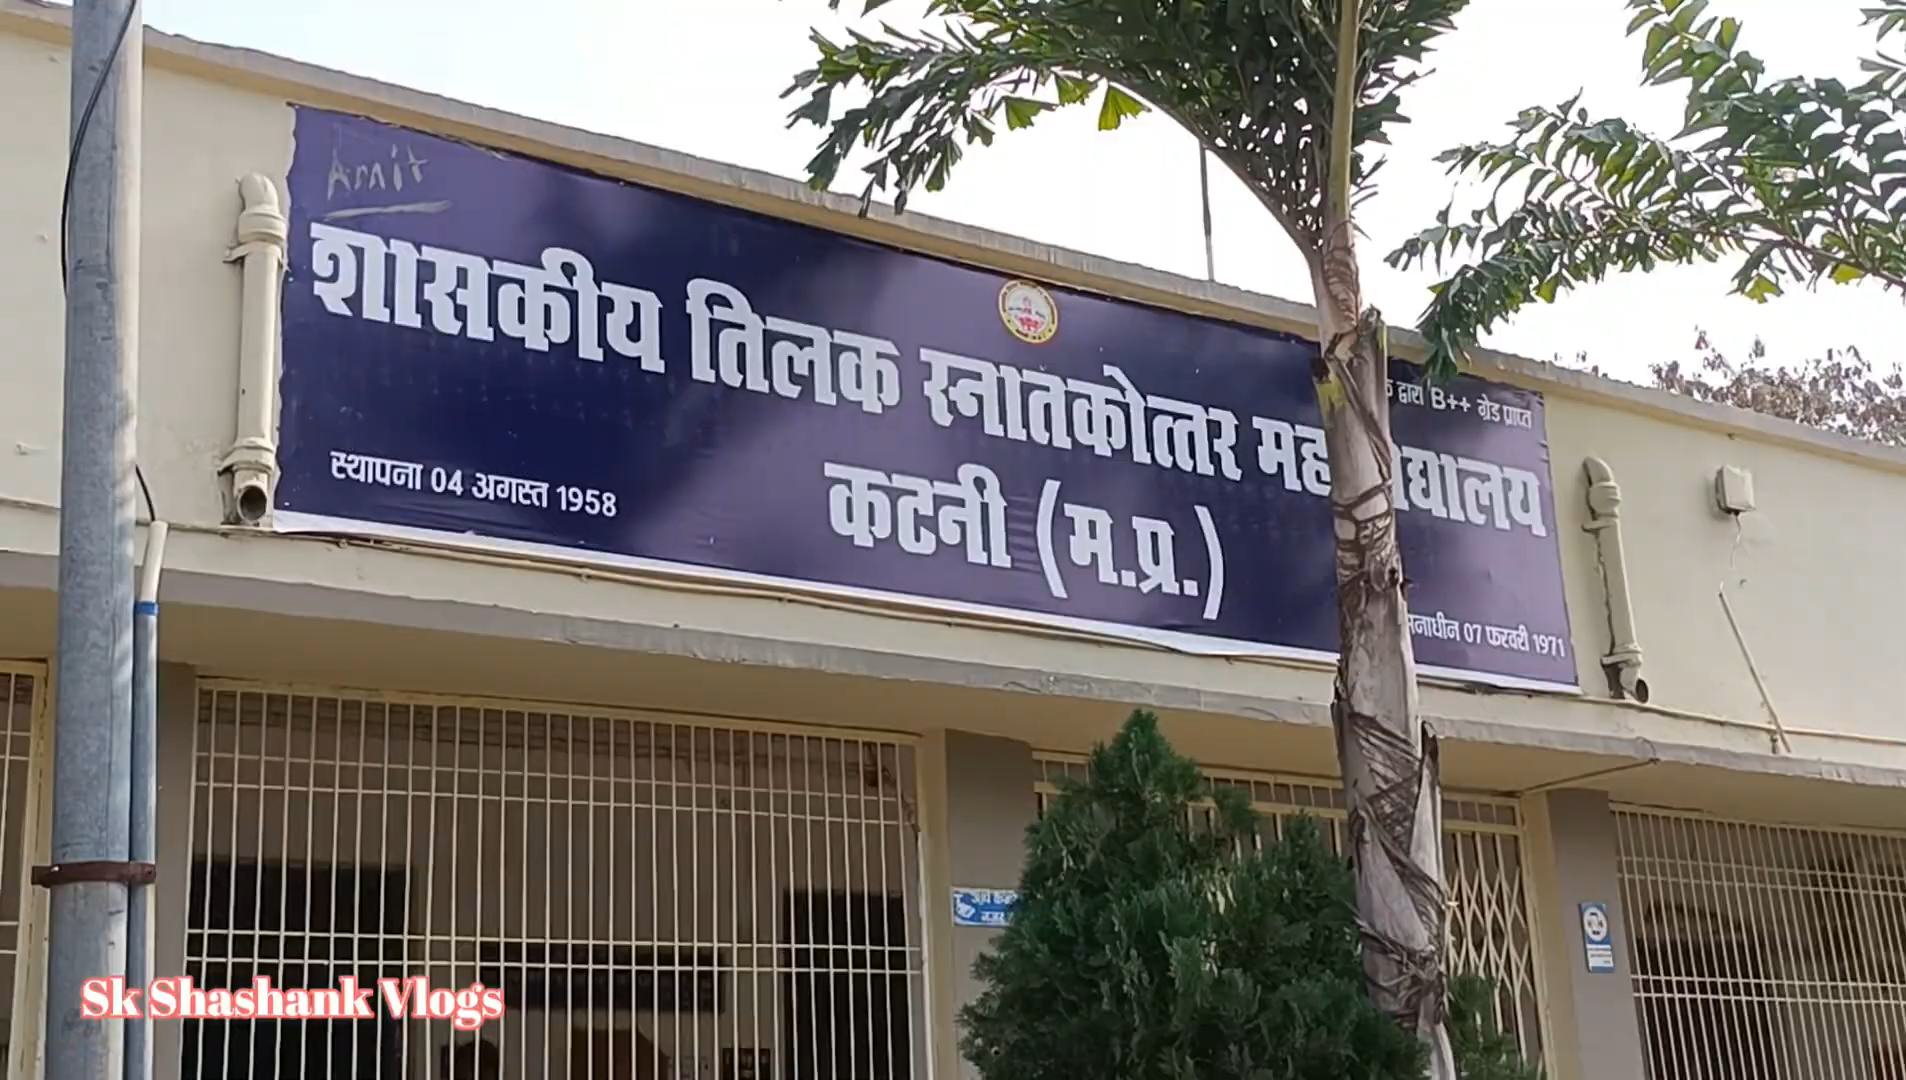 Amit
द्वारा B++ ग्रेड प्राप्त
शासकीय तिलक स्नातकोत्तर
कटनी (म.प्र.)
स्थापना 04 अगस्त 1958
07 फरवरी 1971
Sk Shashank Vlogs